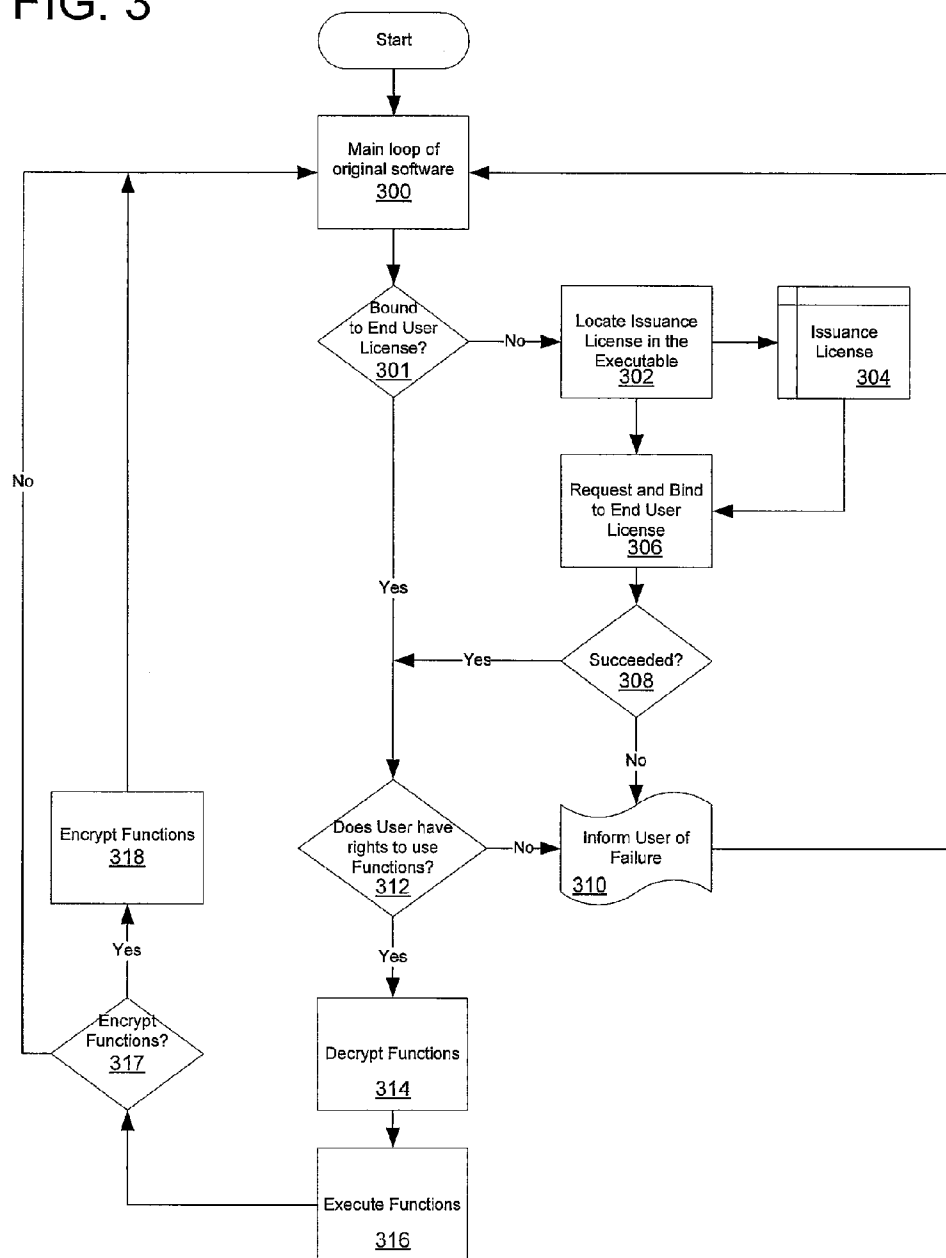 FIG. 3
Start
Main loop of
original software
300
Bound
to End User
License?
301
No
Locate Issuance
License in the
Executable
302
Issuance
License
304
Request and Bind
to End User
License
306
No
Yes
Succeeded?
308
Yes
No
Encrypt Functions
318
Does User have
rights to use
Functions?
312
No
Inform User of
Failure
310
Yes
Yes
Encrypt
Functions?
317
Decrypt Functions
314
Execute Functions
316